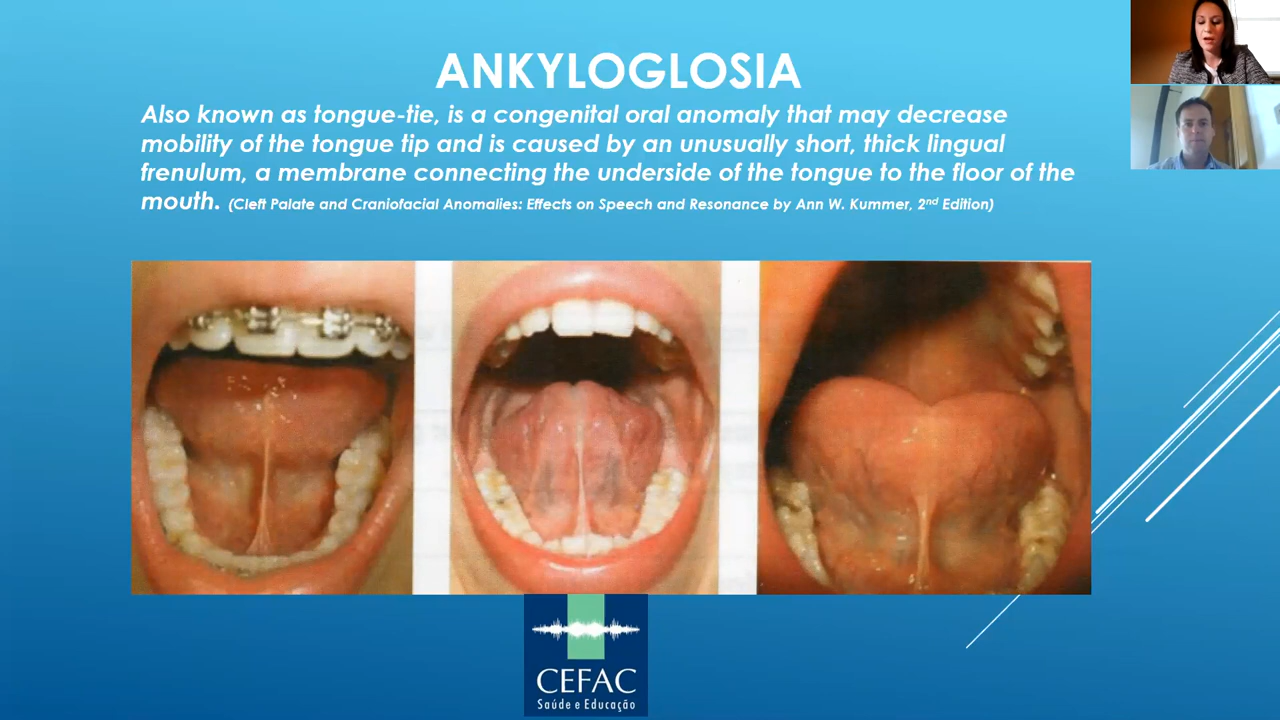 ANKYLOGLOSIA
Also known as tongue-tie, is a congenital oral anomaly that may decrease
mobility of the tongue tip and is caused by an unusually short, thick lingual
frenulum, a membrane connecting the underside of the tongue to the floor of the
mouth. (Cleft Palate and Craniofacial Anomalies: Effects on Speech and Resonance by Ann W. Kummer, 2nd Edition)
CEFAC
Saúde e Educação